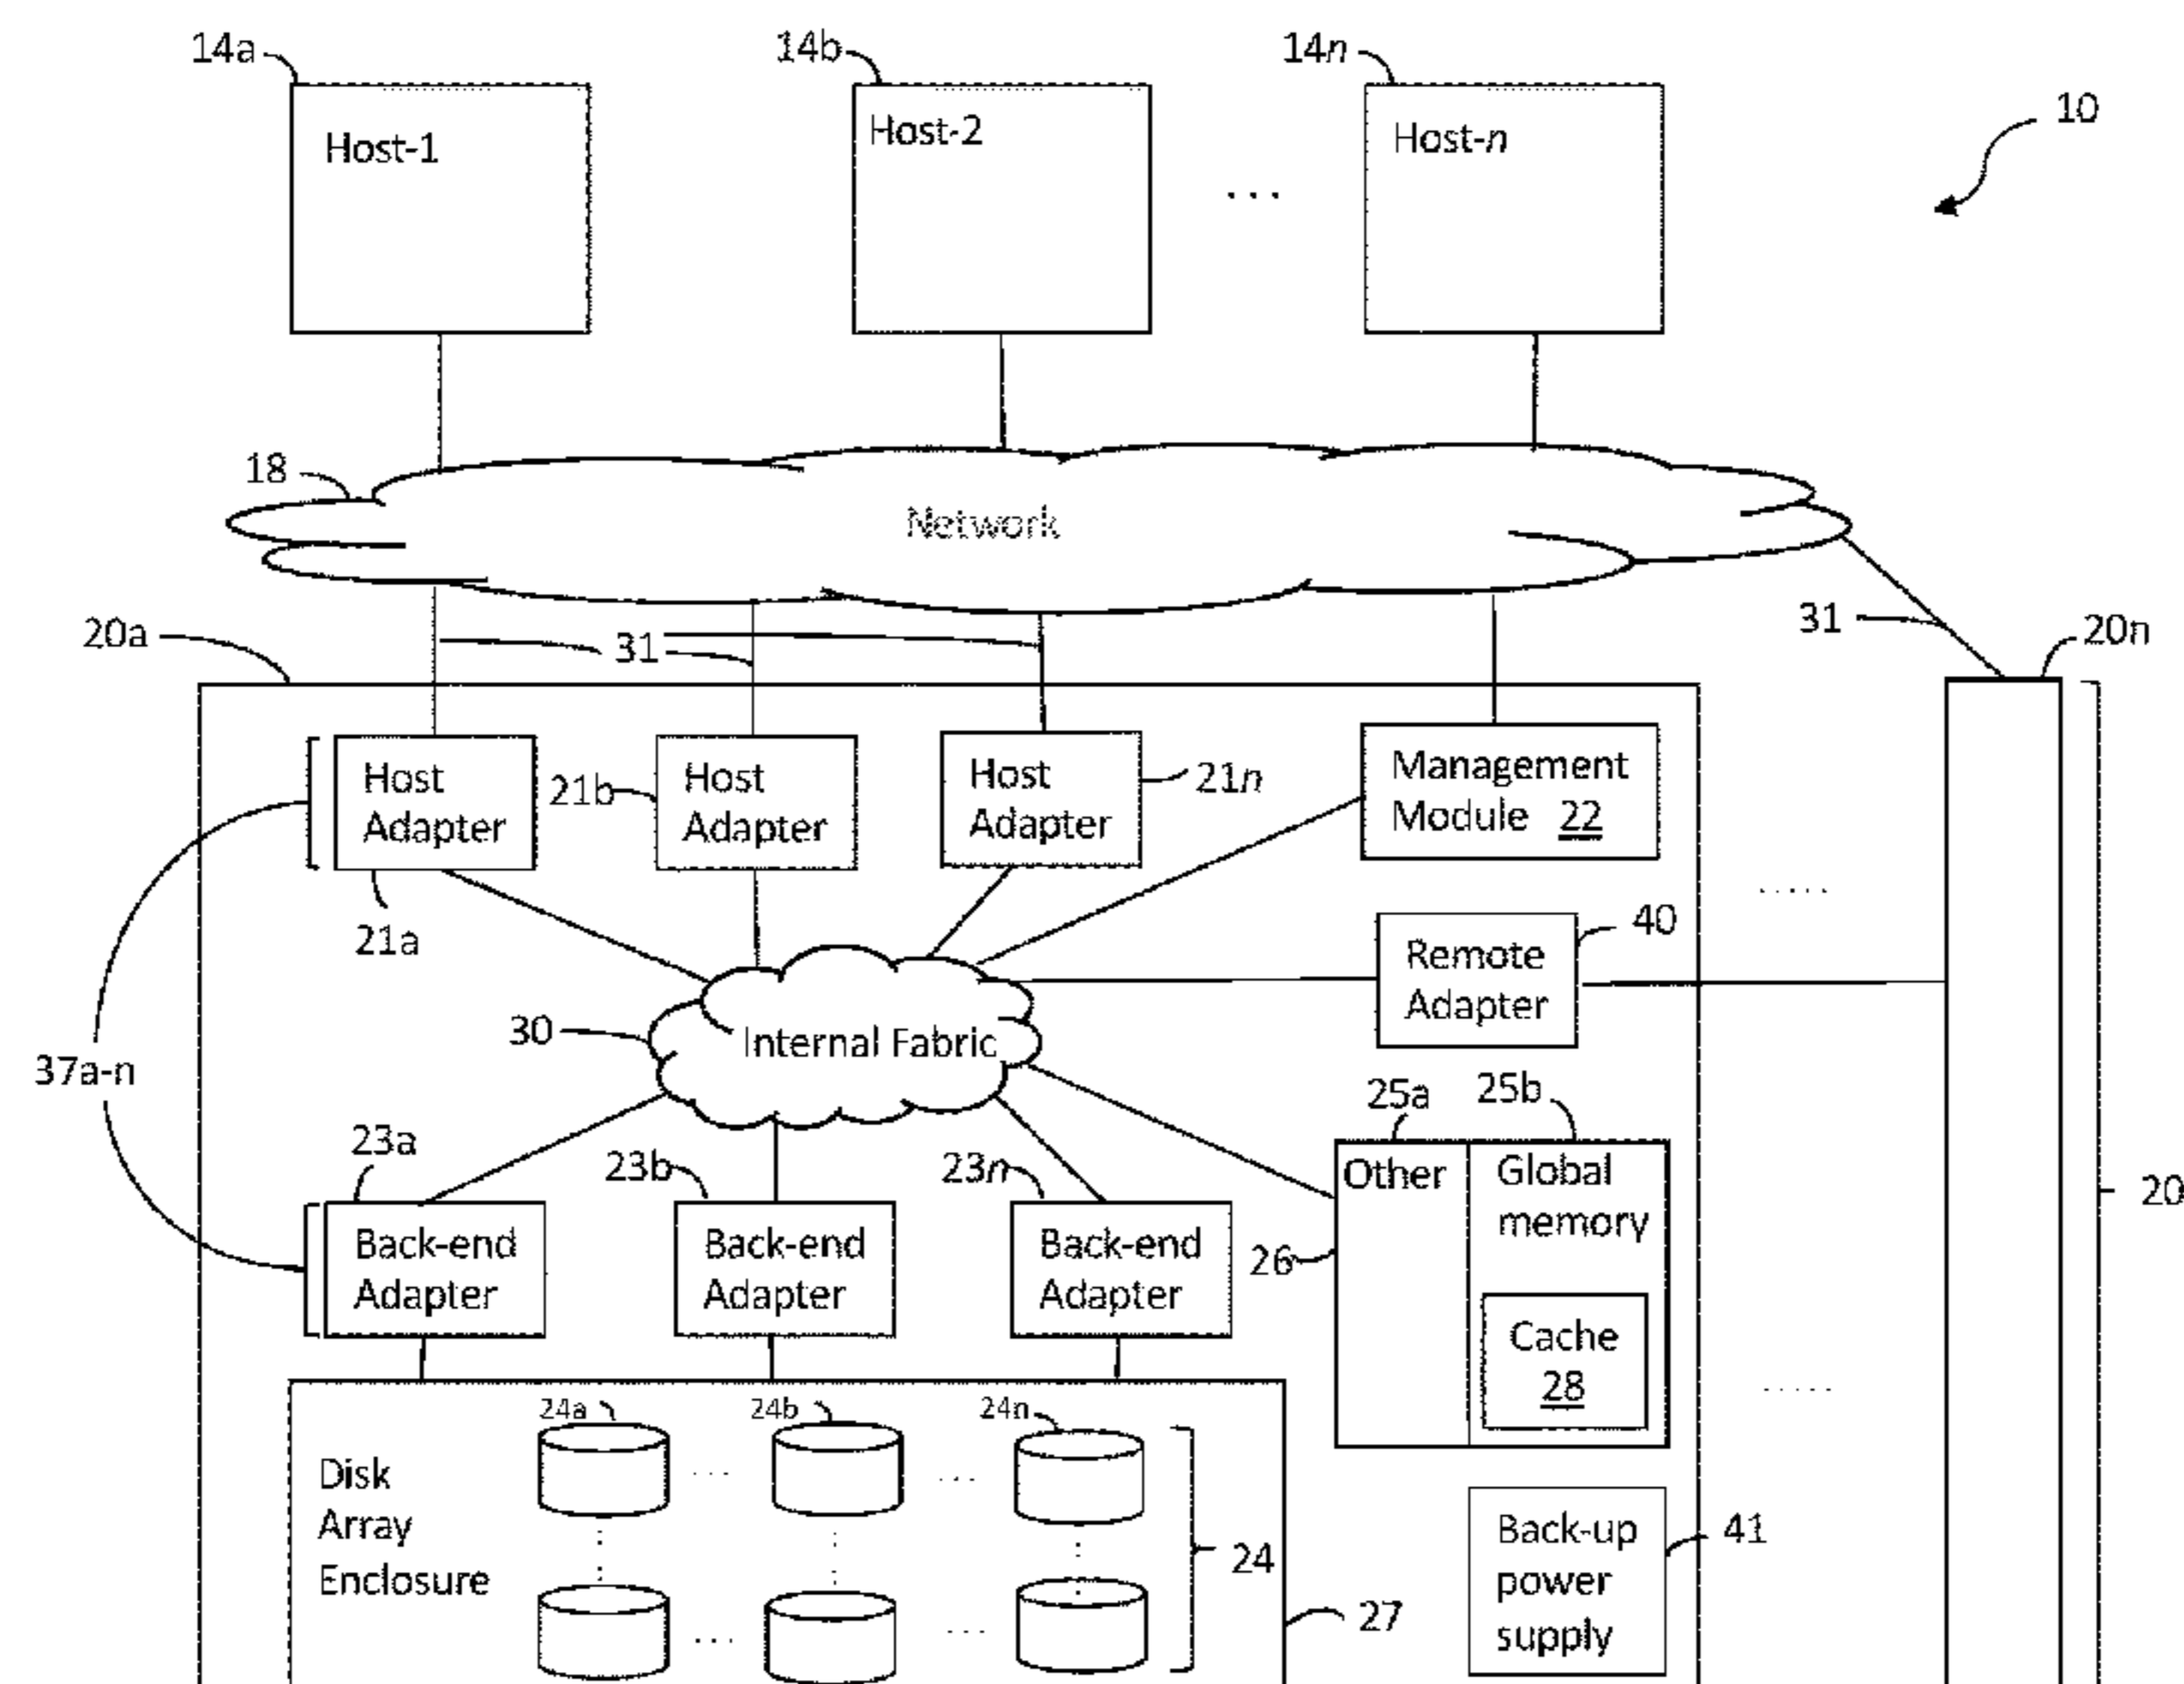 14a
14b
14n
10
Host-1
Host-2
Host-n
. . .
18
Network
20a
31
31
20n
Host
Adapter
21b
Host
Adapter
Host
Adapter
21n
Management
Module 22
21a
40
Remote
Adapter
30
Internal Fabric
37a-n
25a
25b
23a
23b
23n
Other
Global
memory
Back-end
Adapter
Back-end
Adapter
Back-end
Adapter
26
20
Cache
28
24a
24b
24n
Disk
Array
Enclosure
24
Back-up
power
supply
41
27